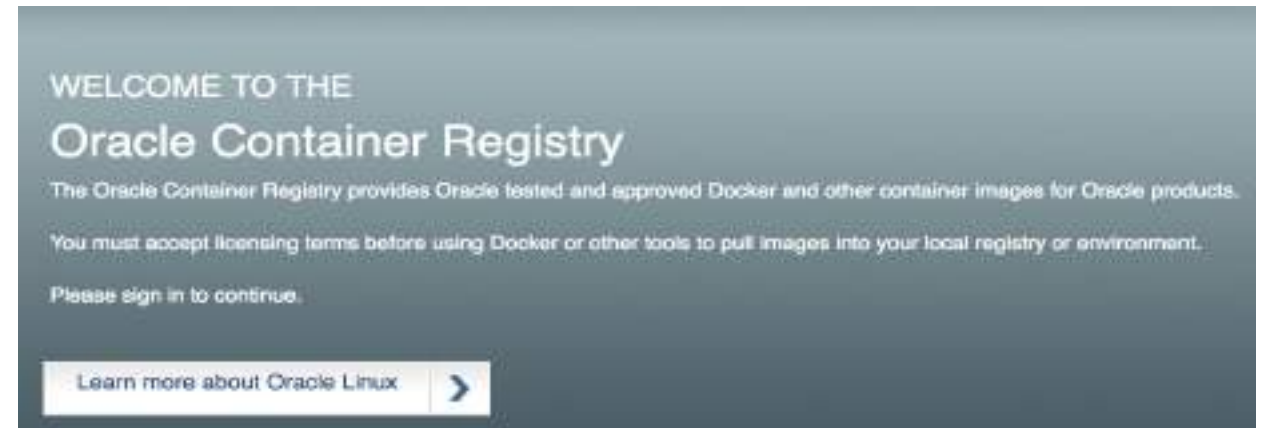 WELCOME TO THE
Oracle Container Registry
The Oracle Container Registry provides Oracle tested and approved Docker and other container images for Oracle products.
You must accept licensing terms before using Docker or other tools to pull images into your local registry or environment.
Please sign in to continue.
Learn more about Oracle Linux